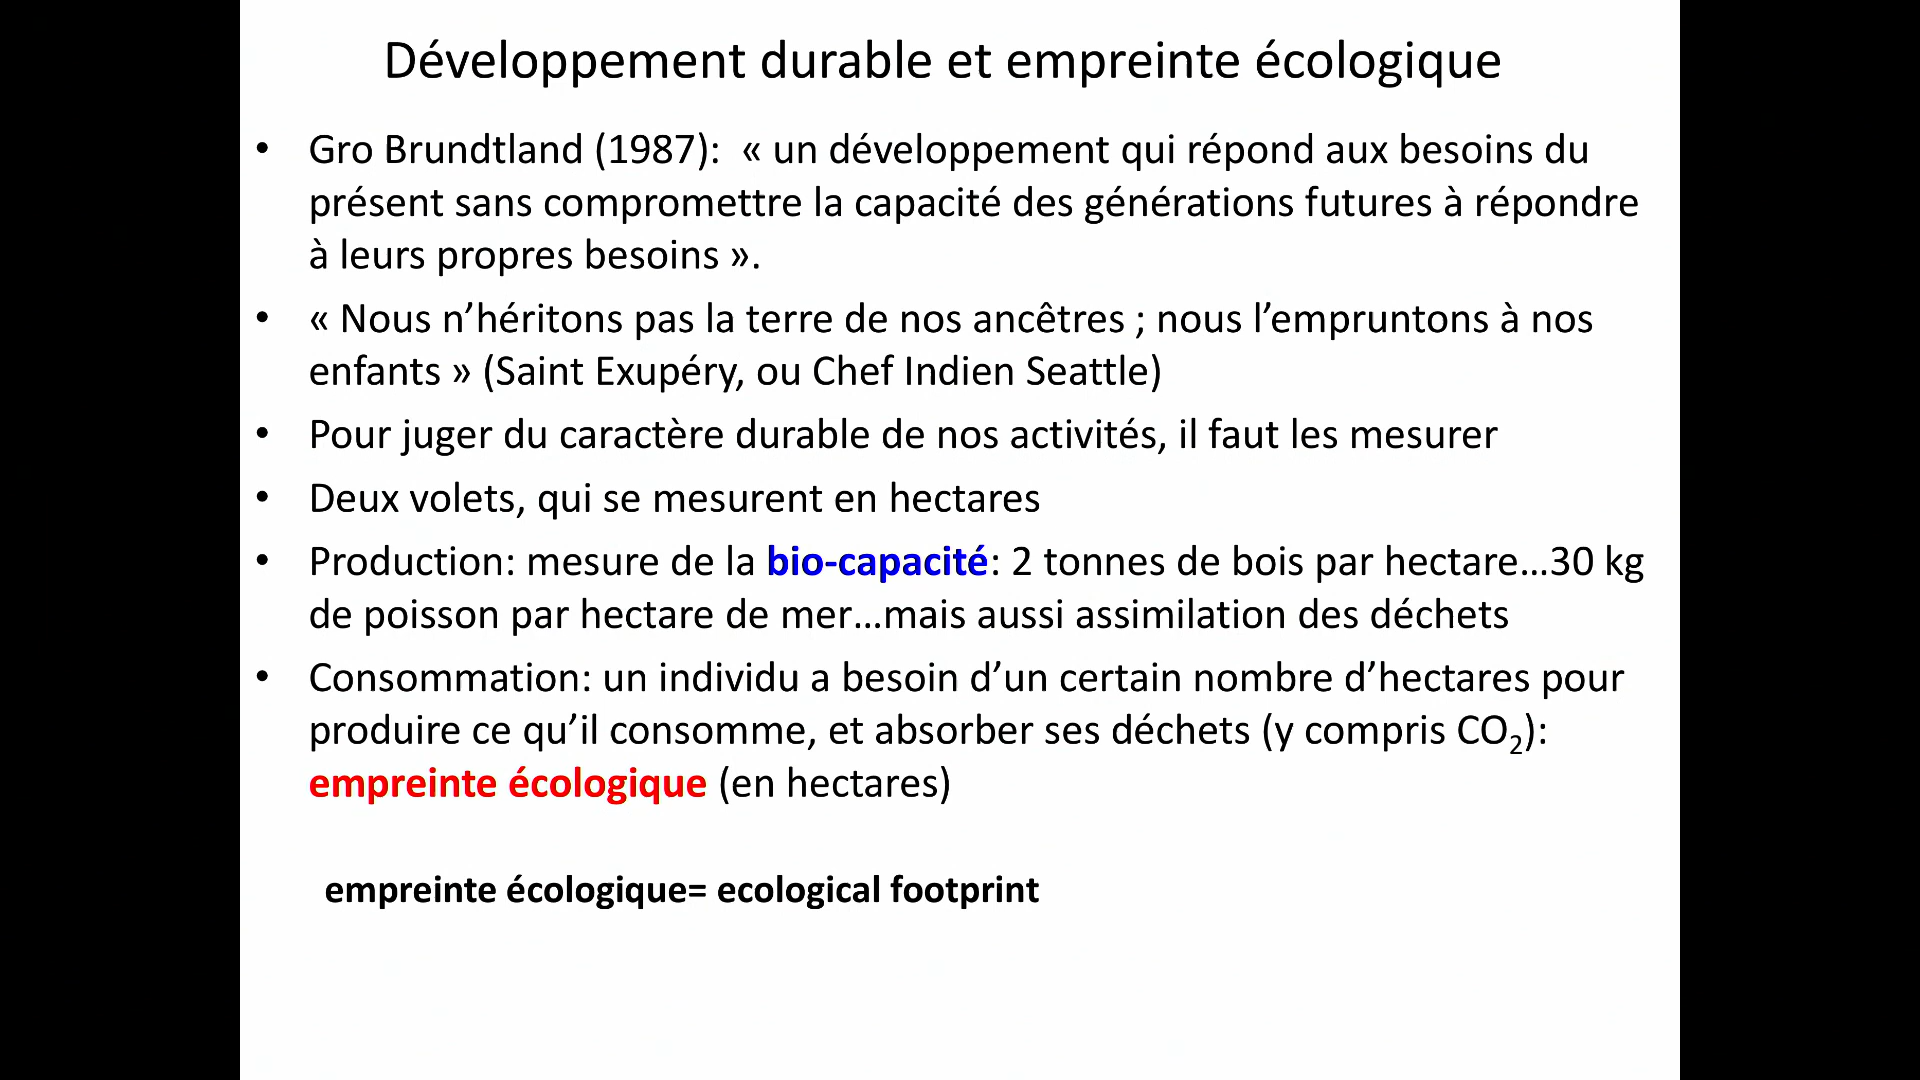 Développement durable et empreinte écologique
• Gro Brundtland (1987):  « un développement qui répond aux besoins du
présent sans compromettre la capacité des générations futures à répondre
à leurs propres besoins ».
• « Nous n’héritons pas la terre de nos ancêtres ; nous l’empruntons à nos
enfants » (Saint Exupéry, ou Chef Indien Seattle)
• Pour juger du caractère durable de nos activités, il faut les mesurer
• Deux volets, qui se mesurent en hectares
• Production: mesure de la bio-capacité: 2 tonnes de bois par hectare…30 kg
de poisson par hectare de mer…mais aussi assimilation des déchets
• Consommation: un individu a besoin d’un certain nombre d’hectares pour
produire ce qu’il consomme, et absorber ses déchets (y compris CO₂):
empreinte écologique (en hectares)
empreinte écologique= ecological footprint